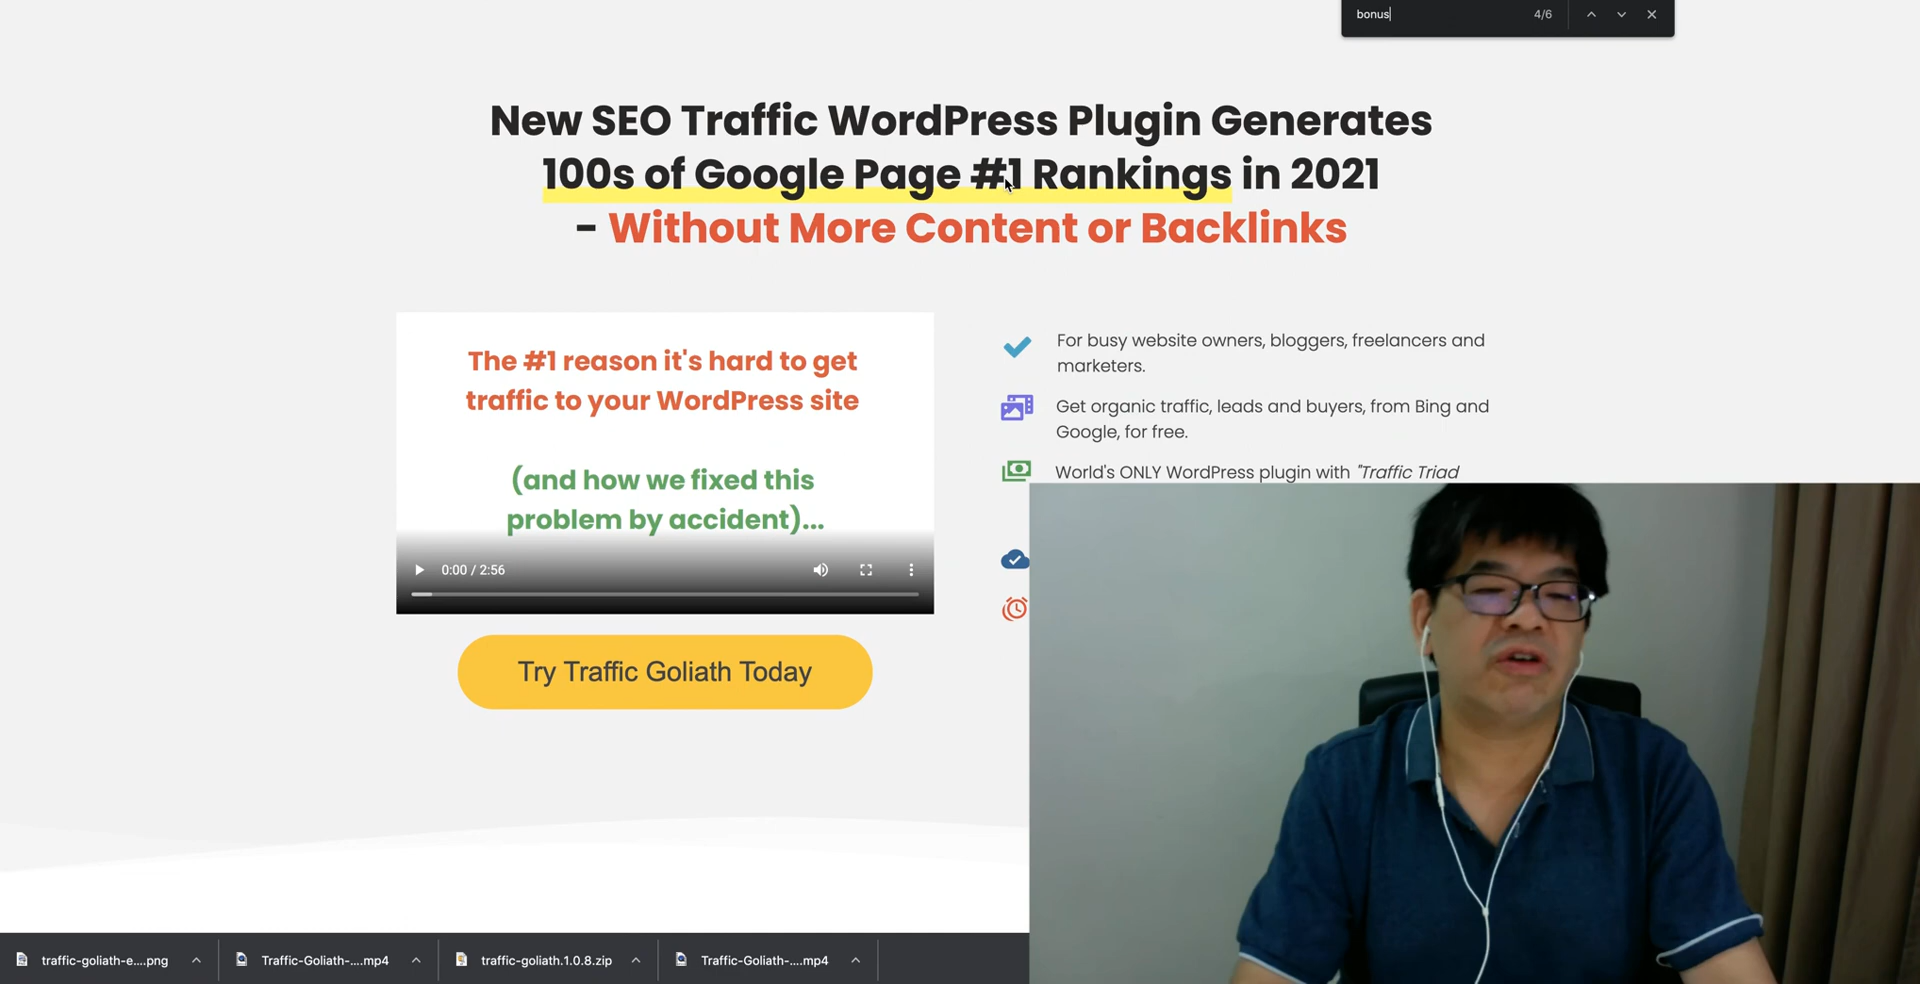 bonus
4/6
New SEO Traffic WordPress Plugin Generates
100s of Google Page #1 Rankings in 2021
- Without More Content or Backlinks
The #1 reason it's hard to get
traffic to your WordPress site
(and how we fixed this
problem by accident)...
0:00 / 2:56
Try Traffic Goliath Today
For busy website owners, bloggers, freelancers and
marketers.
Get organic traffic, leads and buyers, from Bing and
Google, for free.
World's ONLY WordPress plugin with "Traffic Triad
traffic-goliath-e....png
Traffic-Goliath-....mp4
traffic-goliath.1.0.8.zip
Traffic-Goliath-....mp4